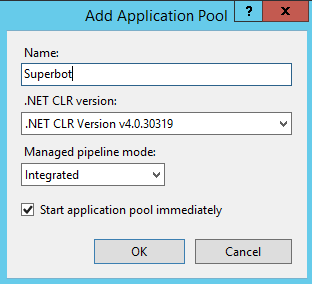 Add Application Pool
?
x
Name:
Superbot
.NET CLR version:
.NET CLR Version v4.0.30319
Managed pipeline mode:
Integrated
Start application pool immediately
OK
Cancel